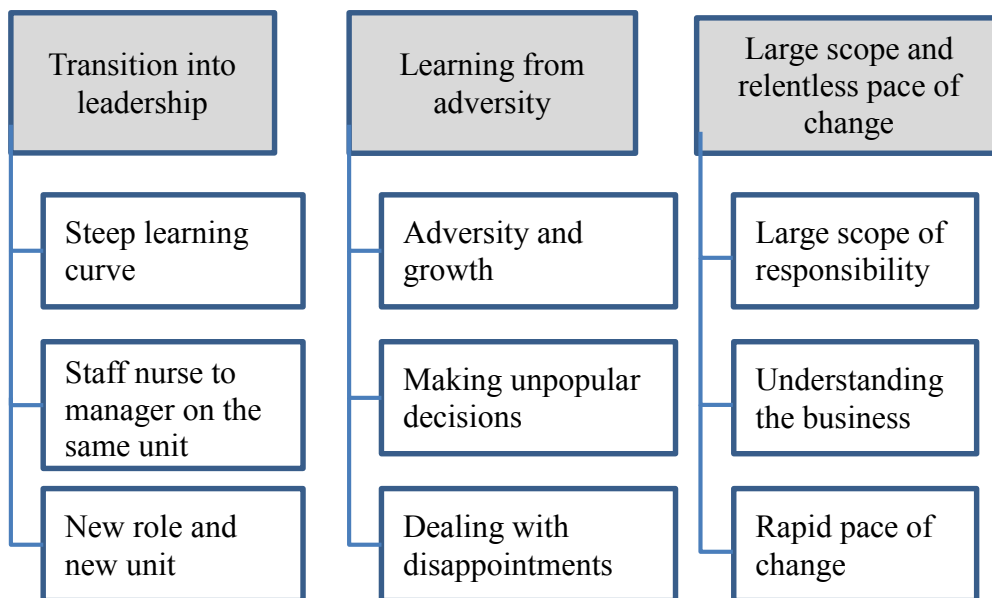 Transition into
leadership
Steep learning
curve
Staff nurse to
manager on the
same unit
New role and
new unit
Learning from
adversity
Adversity and
growth
Making unpopular
decisions
Dealing with
disappointments
Large scope and
relentless pace of
change
Large scope of
responsibility
Understanding
the business
Rapid pace of
change